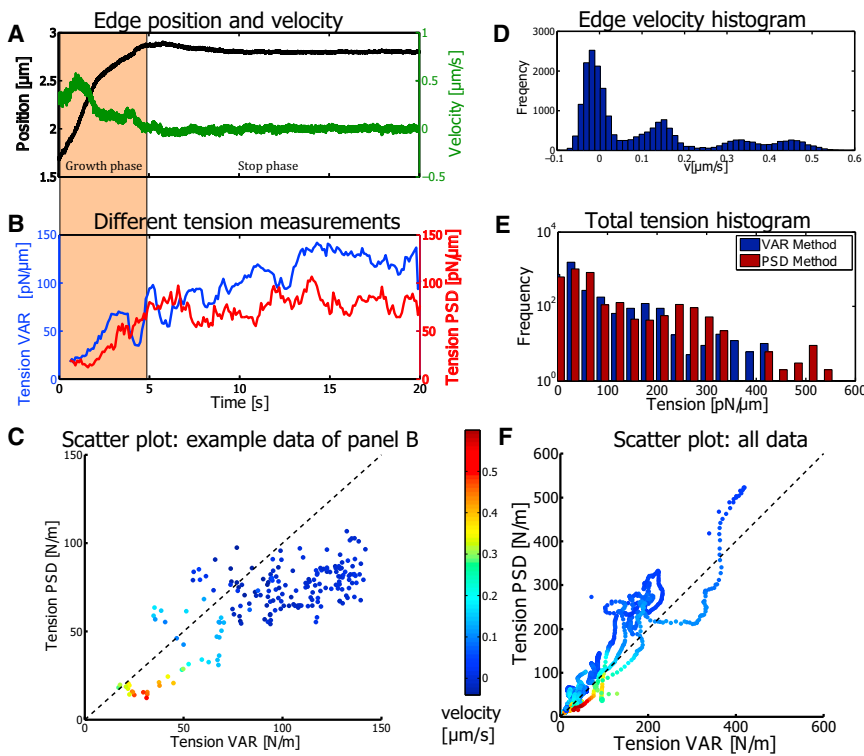 A
Edge position and velocity
Position [µm]
3
2.5
2
1.5
Growth phase
Stop phase
1
0.5
0
−0.5
Velocity [µm/s]
B
Different tension measurements
Tension VAR [pN/µm]
150
100
50
0
150
100
50
0
Tension PSD [pN/µm]
0
5
10
15
20
Time [s]
C
Scatter plot: example data of panel B
Tension PSD [N/m]
150
100
50
0
0
50
100
150
Tension VAR [N/m]
0.5
0.4
0.3
0.2
0.1
0
velocity
[µm/s]
D
Edge velocity histogram
Freqency
3000
2000
1000
0
−0.1
0
0.1
0.2
0.3
0.4
0.5
0.6
v[µm/s]
E
Total tension histogram
Frequency
10^4
10^2
10^0
VAR Method
PSD Method
0
100
200
300
400
500
600
Tension [pN/µm]
F
Scatter plot: all data
Tension PSD [N/m]
600
500
400
300
200
100
0
0
200
400
600
Tension VAR [N/m]